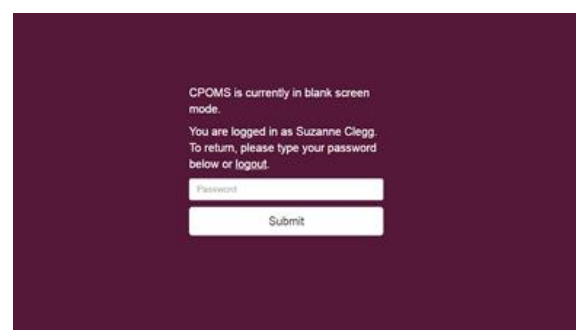 CPOMS is currently in blank screen
mode.
You are logged in as Suzanne Clegg.
To return, please type your password
below or logout.
Password
Submit